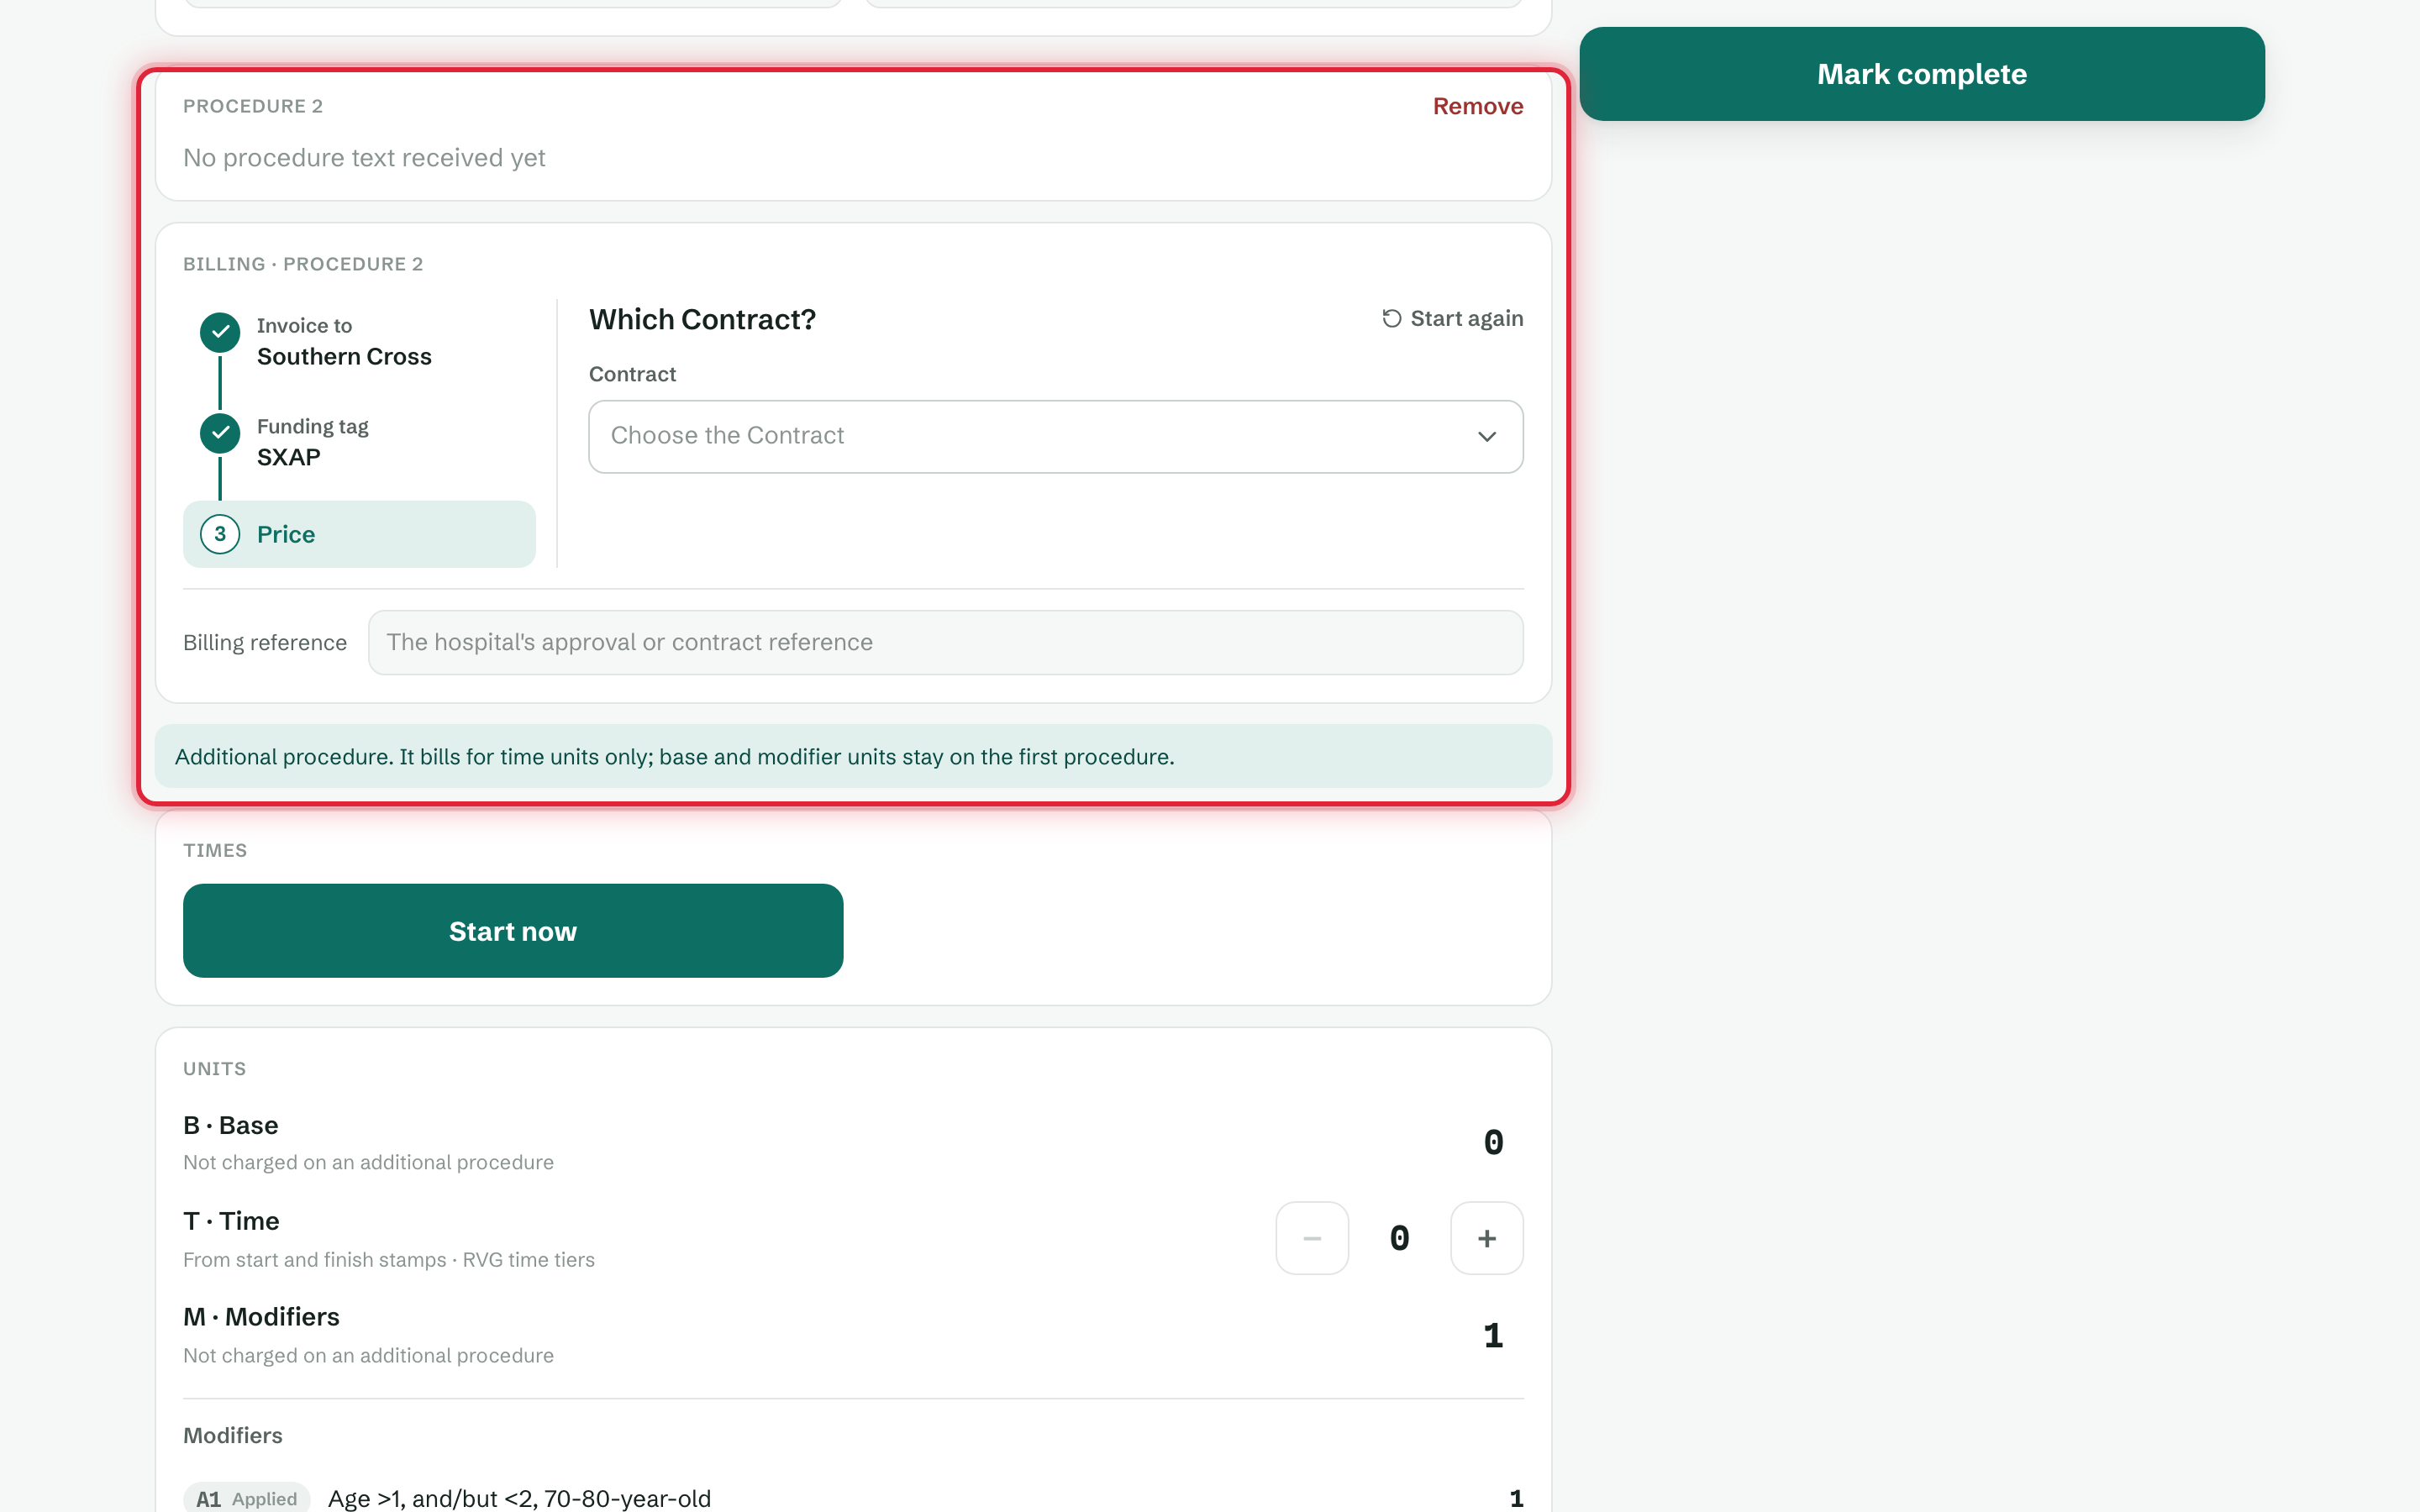 Mark complete
PROCEDURE 2
Remove
No procedure text received yet
BILLING · PROCEDURE 2
Invoice to
Southern Cross
Funding tag
SXAP
3
Price
Which Contract?
Start again
Contract
Choose the Contract
Billing reference
The hospital's approval or contract reference
Additional procedure. It bills for time units only; base and modifier units stay on the first procedure.
TIMES
Start now
UNITS
B · Base
0
Not charged on an additional procedure
T · Time
− 0 +
From start and finish stamps · RVG time tiers
M · Modifiers
1
Not charged on an additional procedure
Modifiers
A1 Applied Age >1, and/but <2, 70-80-year-old 1